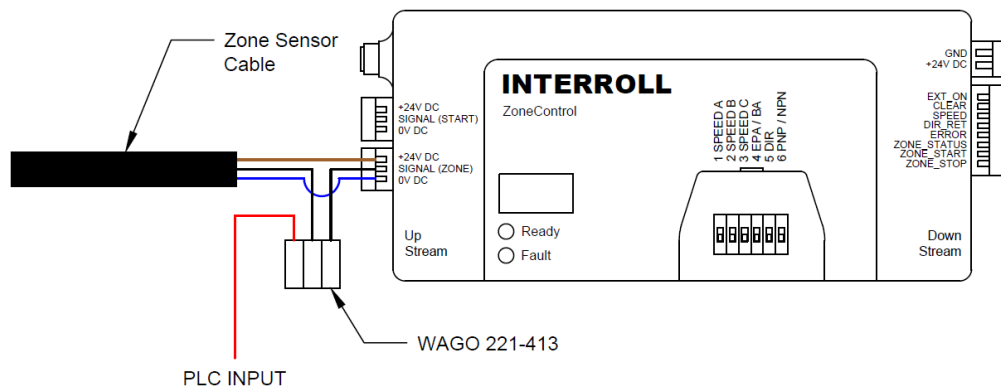 Zone Sensor
Cable
+24V DC
SIGNAL (START)
0V DC
+24V DC
SIGNAL (ZONE)
0V DC
Up
Stream
INTERROLL
ZoneControl
Ready
Fault
1 SPEED A
2 SPEED B
3 SPEED C
4 EPA / BA
5 DIR
6 PNP / NPN
GND
+24V DC
EXT_ON
CLEAR
SPEED
DIR_RET
ERROR
ZONE_STATUS
ZONE_START
ZONE_STOP
Down
Stream
WAGO 221-413
PLC INPUT